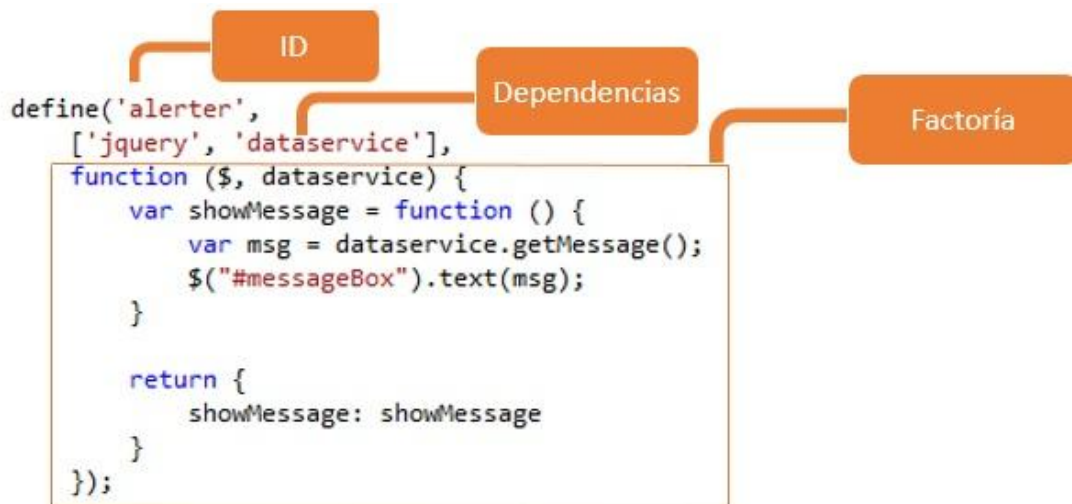 ID
Dependencias
Factoría
define('alerter',
['jquery', 'dataservice'],
function ($, dataservice) {
var showMessage = function () {
var msg = dataservice.getMessage();
$("#messageBox").text(msg);
}
return {
showMessage: showMessage
}
});